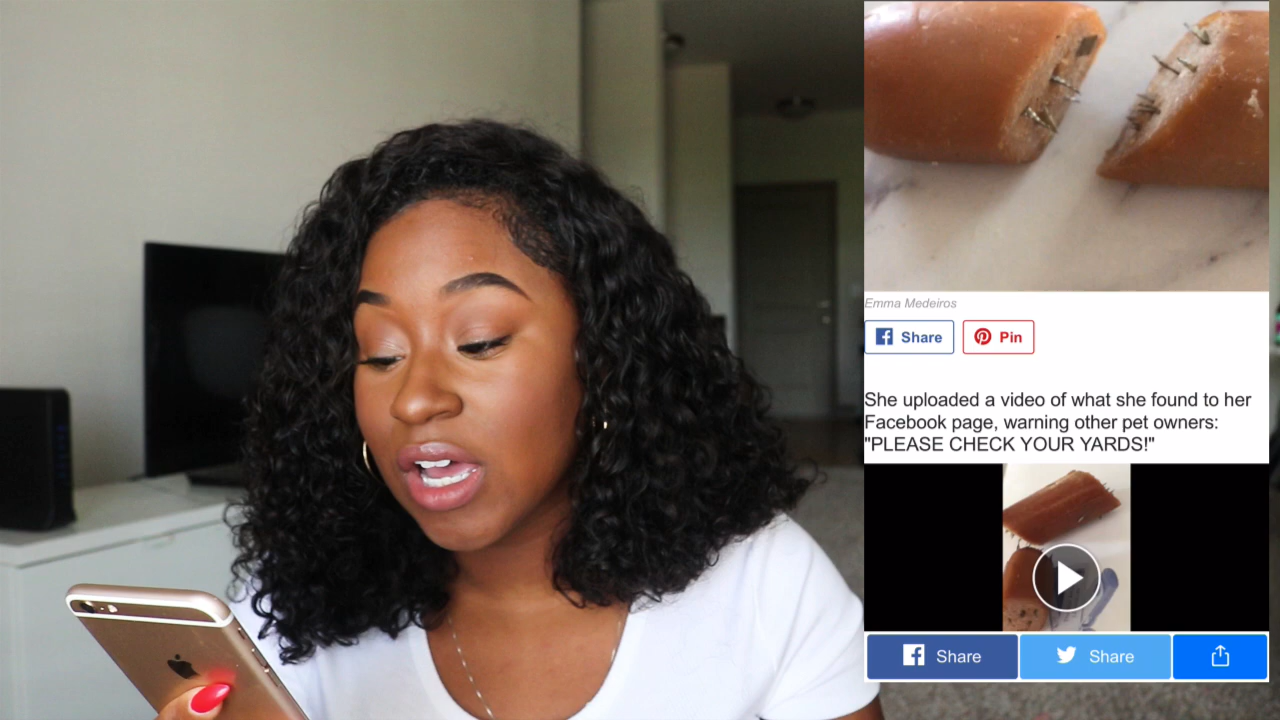 Emma Medeiros
Share
Pin
She uploaded a video of what she found to her
Facebook page, warning other pet owners:
"PLEASE CHECK YOUR YARDS!"
Share
Share